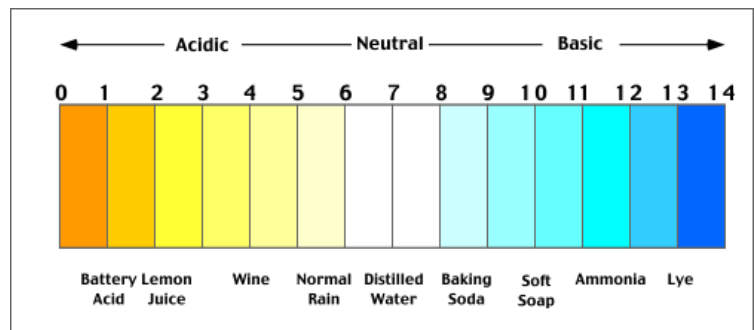 Acidic Neutral Basic
0 1 2 3 4 5 6 7 8 9 10 11 12 13 14
Battery Lemon Wine Normal Distilled Baking Soft Ammonia Lye
Acid Juice Rain Water Soda Soap